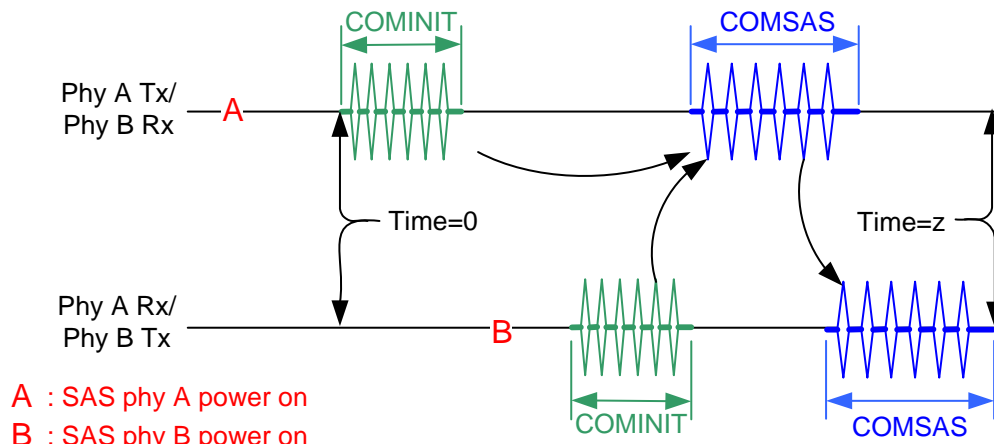 COMINIT
COMSAS
Phy A Tx/
Phy B Rx
A
Time=0
Time=z
Phy A Rx/
Phy B Tx
B
A : SAS phy A power on
B : SAS phy B power on
COMINIT
COMSAS